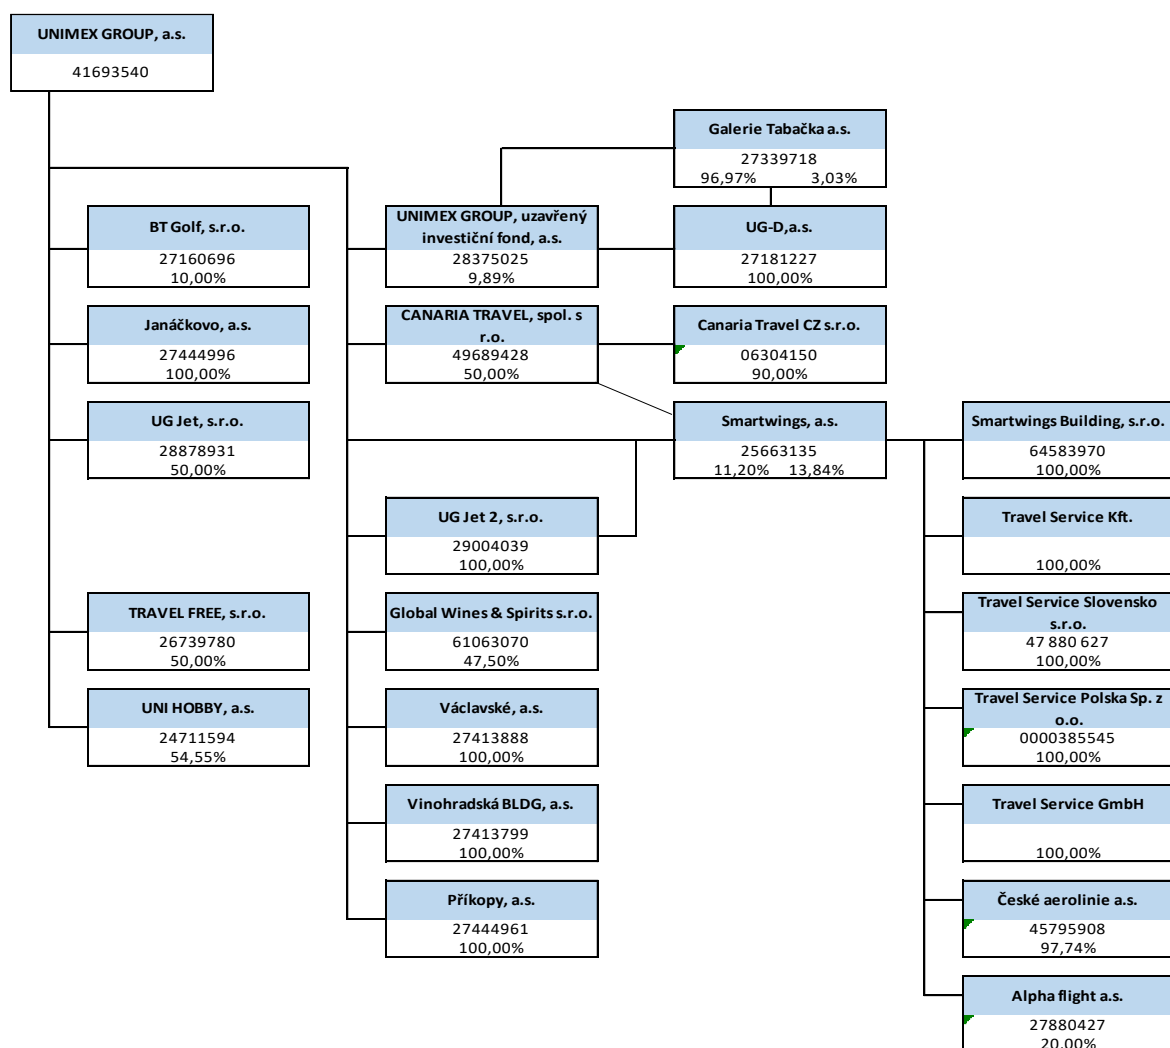 UNIMEX GROUP, a.s.
41693540
Galerie Tabačka a.s.
27339718
96,97% 3,03%
BT Golf, s.r.o.
27160696
10,00%
UNIMEX GROUP, uzavřený
investiční fond, a.s.
28375025
9,89%
UG-D,a.s.
27181227
100,00%
Janáčkovo, a.s.
27444996
100,00%
CANARIA TRAVEL, spol. s
r.o.
49689428
50,00%
Canaria Travel CZ s.r.o.
06304150
90,00%
UG Jet, s.r.o.
28878931
50,00%
Smartwings, a.s.
25663135
11,20% 13,84%
Smartwings Building, s.r.o.
64583970
100,00%
UG Jet 2, s.r.o.
29004039
100,00%
Travel Service Kft.
100,00%
TRAVEL FREE, s.r.o.
26739780
50,00%
Global Wines & Spirits s.r.o.
61063070
47,50%
Travel Service Slovensko
s.r.o.
47 880 627
100,00%
UNI HOBBY, a.s.
24711594
54,55%
Václavské, a.s.
27413888
100,00%
Travel Service Polska Sp. z
o.o.
0000385545
100,00%
Vinohradská BLDG, a.s.
27413799
100,00%
Travel Service GmbH
100,00%
Příkopy, a.s.
27444961
100,00%
České aerolinie a.s.
45795908
97,74%
Alpha flight a.s.
27880427
20,00%